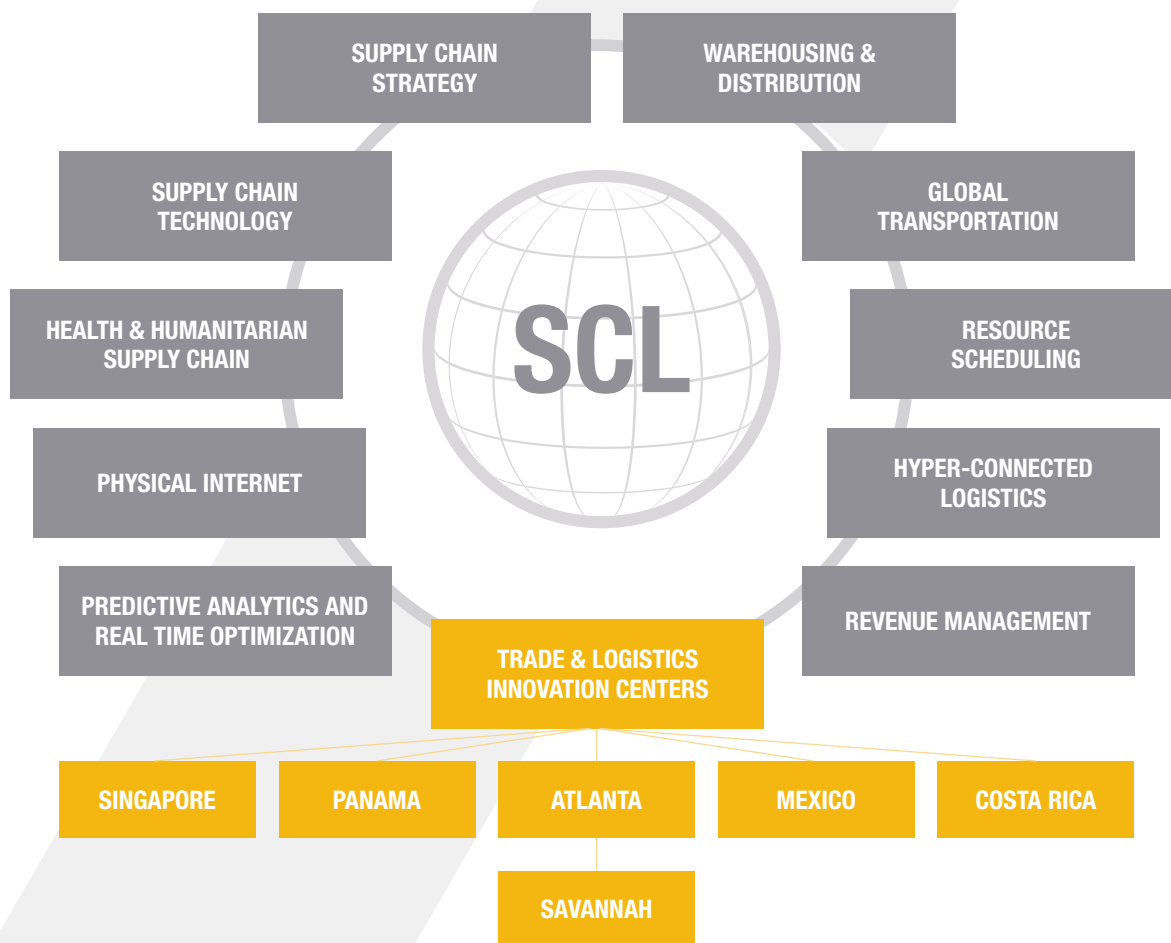 SUPPLY CHAIN
STRATEGY
WAREHOUSING &
DISTRIBUTION
SUPPLY CHAIN
TECHNOLOGY
GLOBAL
TRANSPORTATION
HEALTH & HUMANITARIAN
SUPPLY CHAIN
SCL
RESOURCE
SCHEDULING
PHYSICAL INTERNET
HYPER-CONNECTED
LOGISTICS
PREDICTIVE ANALYTICS AND
REAL TIME OPTIMIZATION
REVENUE MANAGEMENT
TRADE & LOGISTICS
INNOVATION CENTERS
SINGAPORE
PANAMA
ATLANTA
MEXICO
COSTA RICA
SAVANNAH